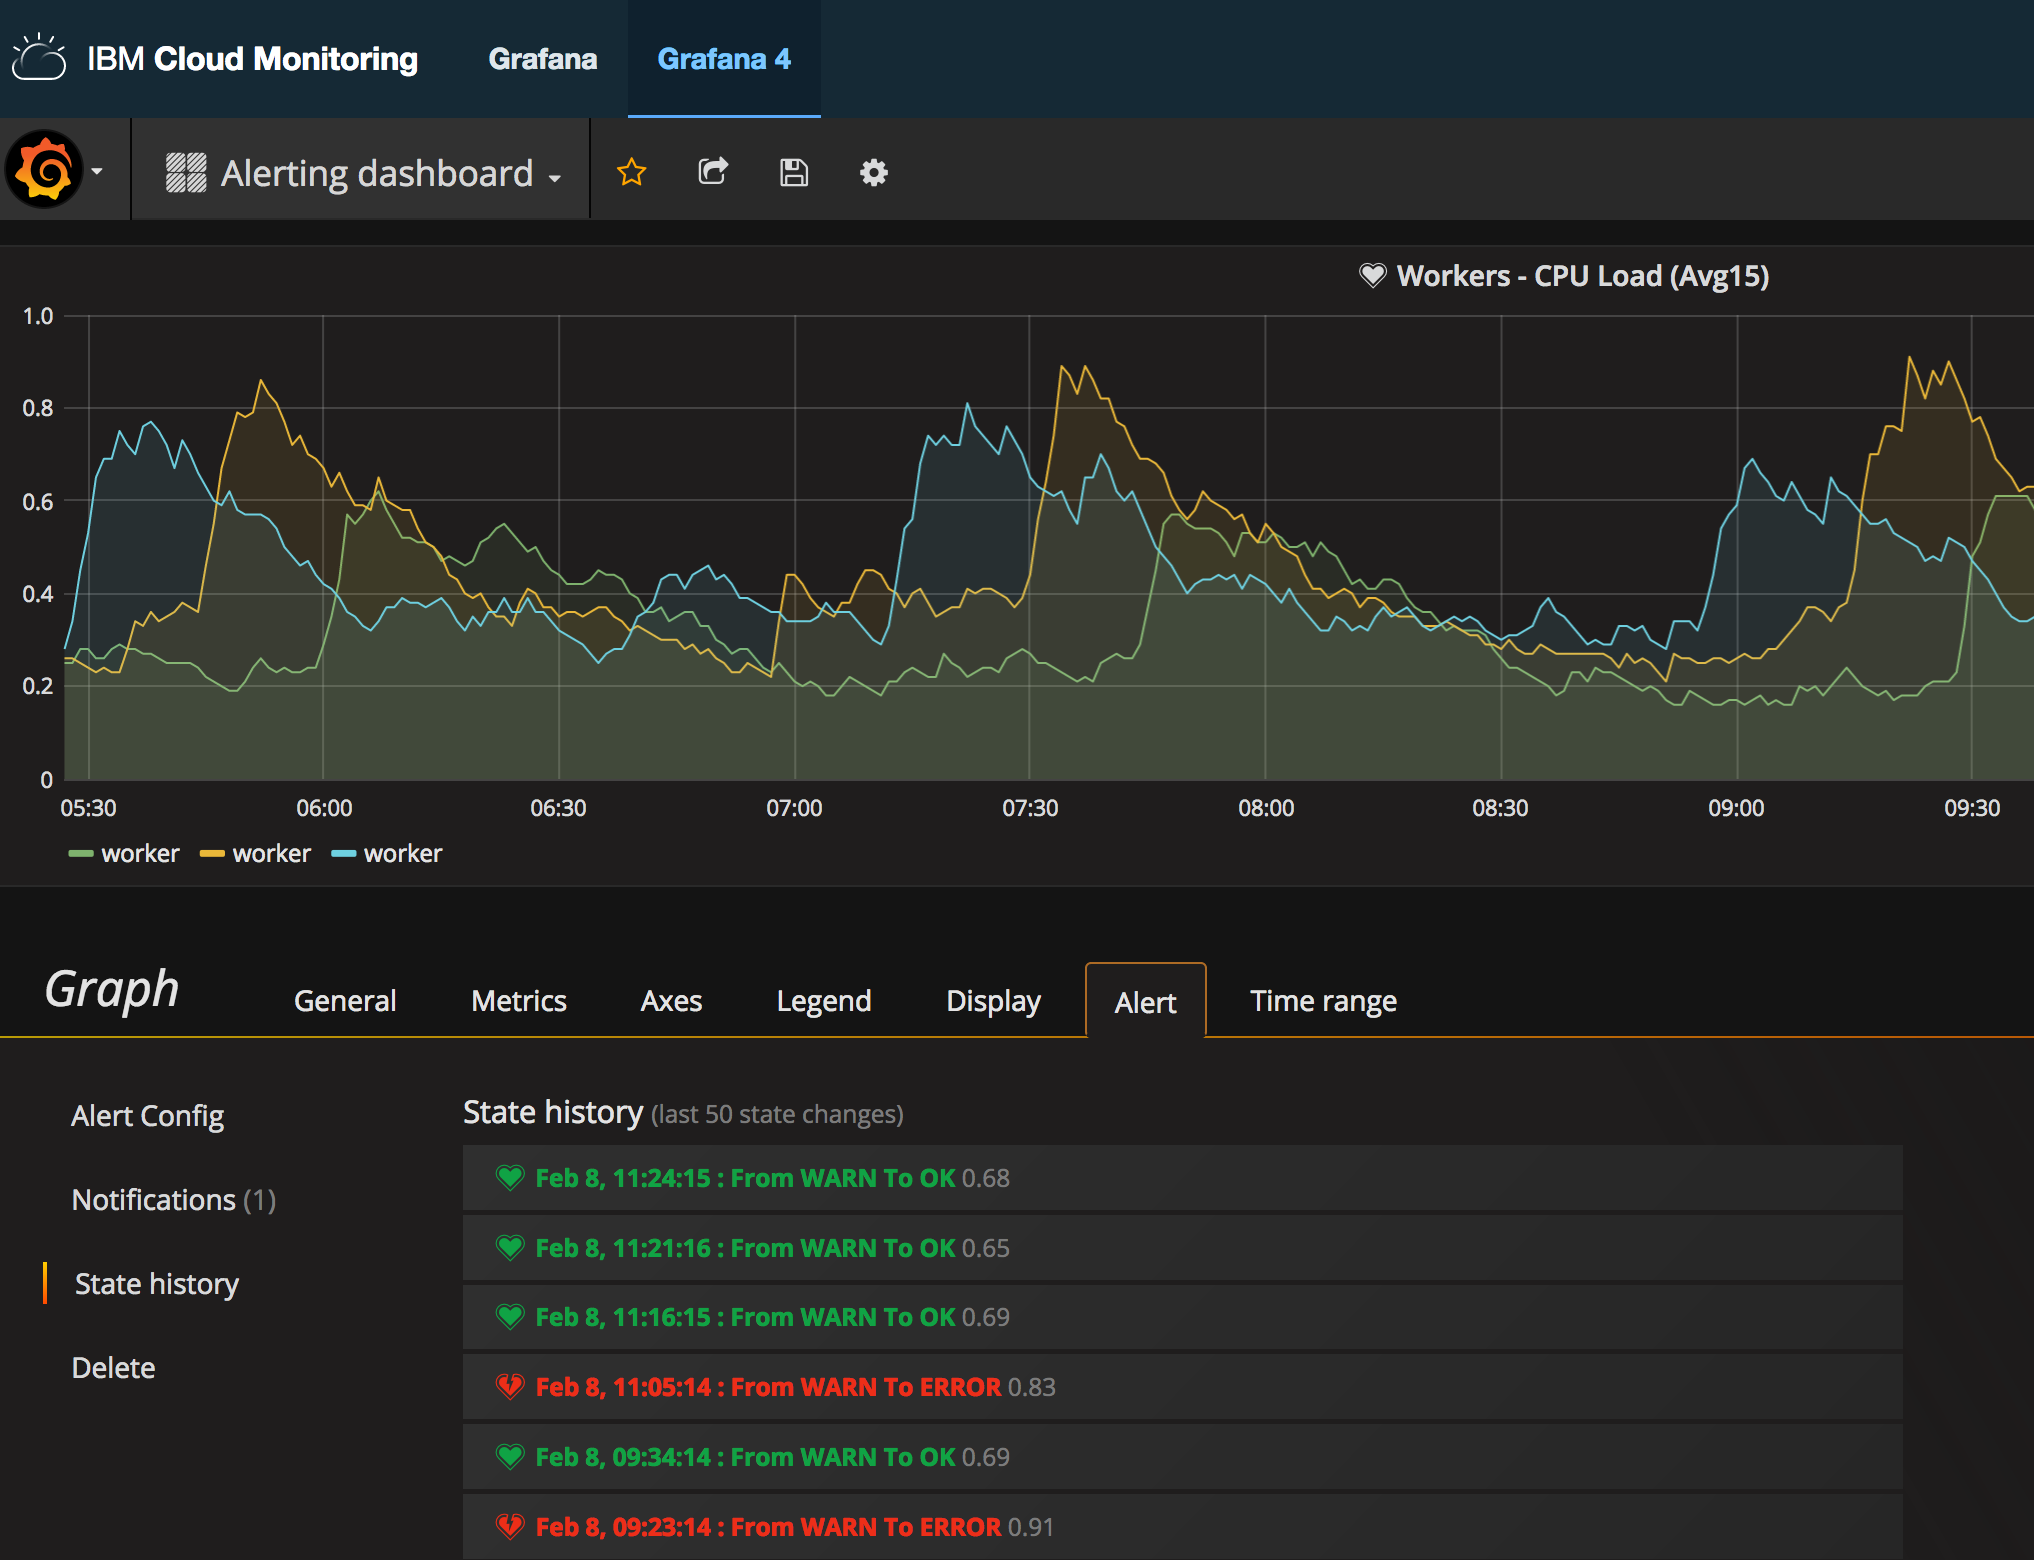 IBM Cloud Monitoring Grafana Grafana 4
Alerting dashboard
Workers - CPU Load (Avg15)
1.0
0.8
0.6
0.4
0.2
0
05:30 06:00 06:30 07:00 07:30 08:00 08:30 09:00 09:30
worker worker worker
Graph General Metrics Axes Legend Display Alert Time range
Alert Config
Notifications (1)
State history
Delete
State history (last 50 state changes)
Feb 8, 11:24:15 : From WARN To OK 0.68
Feb 8, 11:21:16 : From WARN To OK 0.65
Feb 8, 11:16:15 : From WARN To OK 0.69
Feb 8, 11:05:14 : From WARN To ERROR 0.83
Feb 8, 09:34:14 : From WARN To OK 0.69
Feb 8, 09:23:14 : From WARN To ERROR 0.91